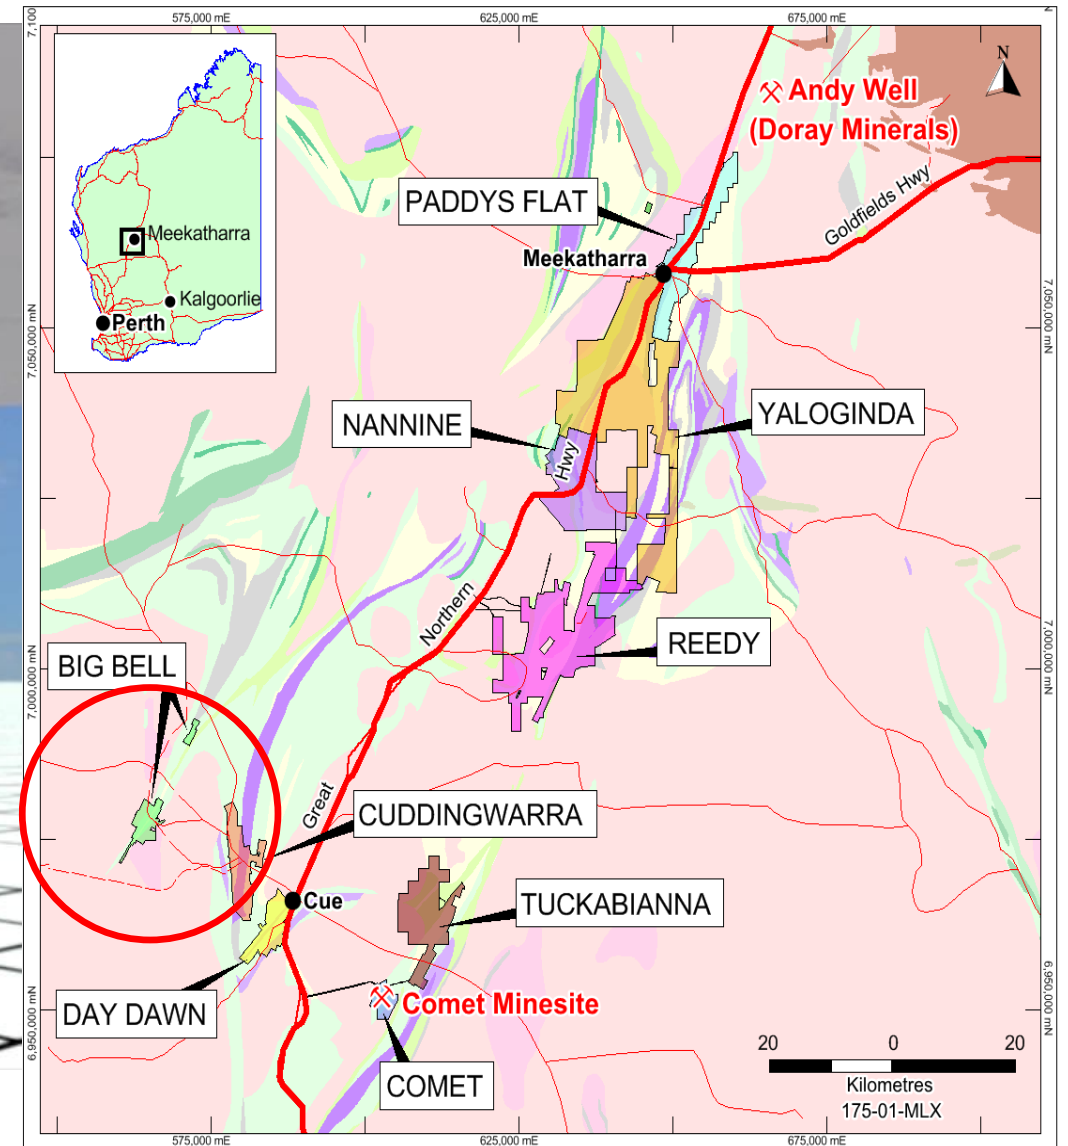 575,000 mE
625,000 mE
675,000 mE
7,100
N
Meekatharra
Kalgoorlie
Perth
Andy Well
(Doray Minerals)
PADDYS FLAT
Goldfields Hwy
Meekatharra
7,050,000 mN
7,050,000 mN
NANNINE
YALOGINDA
Hwy
Northern
REEDY
BIG BELL
7,000,000 mN
7,000,000 mN
Great
CUDDINGWARRA
Cue
TUCKABIANNA
DAY DAWN
Comet Minesite
6,950,000 mN
6,950,000 mN
COMET
20 0 20
Kilometres
175-01-MLX
575,000 mE
625,000 mE
675,000 mE